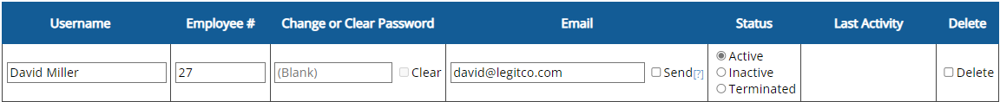 Username Employee # Change or Clear Password Email Status Last Activity Delete
David Miller 27 (Blank) Clear david@legitco.com Send[?] Active Delete
Inactive
Terminated